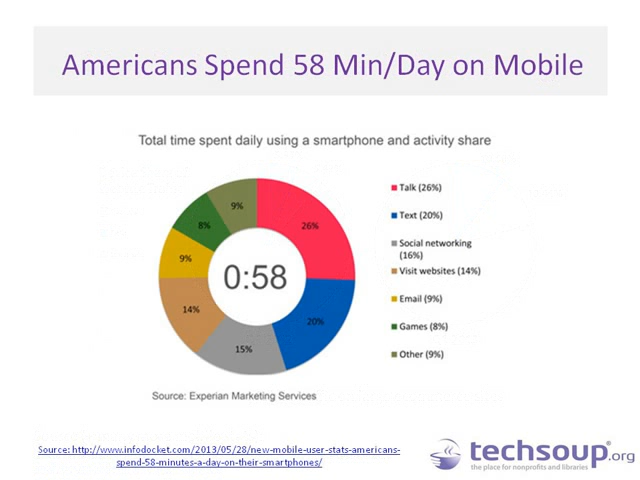 Americans Spend 58 Min/Day on Mobile
Total time spent daily using a smartphone and activity share
9%
26%
8%
9%
0:58
14%
15%
20%
Talk (26%)
Text (20%)
Social networking
(16%)
Visit websites (14%)
Email (9%)
Games (8%)
Other (9%)
Source: Experian Marketing Services
Source: http://www.infodocket.com/2013/05/28/new-mobile-user-stats-americans-
spend-58-minutes-a-day-on-their-smartphones/
techsoup®.org
the place for nonprofits and libraries